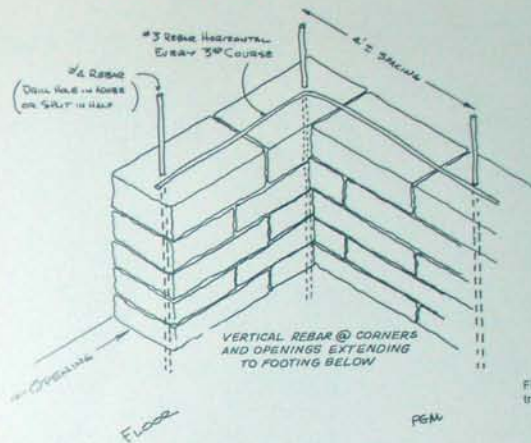 #3 REBAR HORIZONTAL
EVERY 3RD COURSE
#4 REBAR
(DRILL HOLE IN ADOBE
OR SPLIT IN HALF)
4'± SPACING
VERTICAL REBAR @ CORNERS
AND OPENINGS EXTENDING
TO FOOTING BELOW
OPENING
FLOOR
PGM